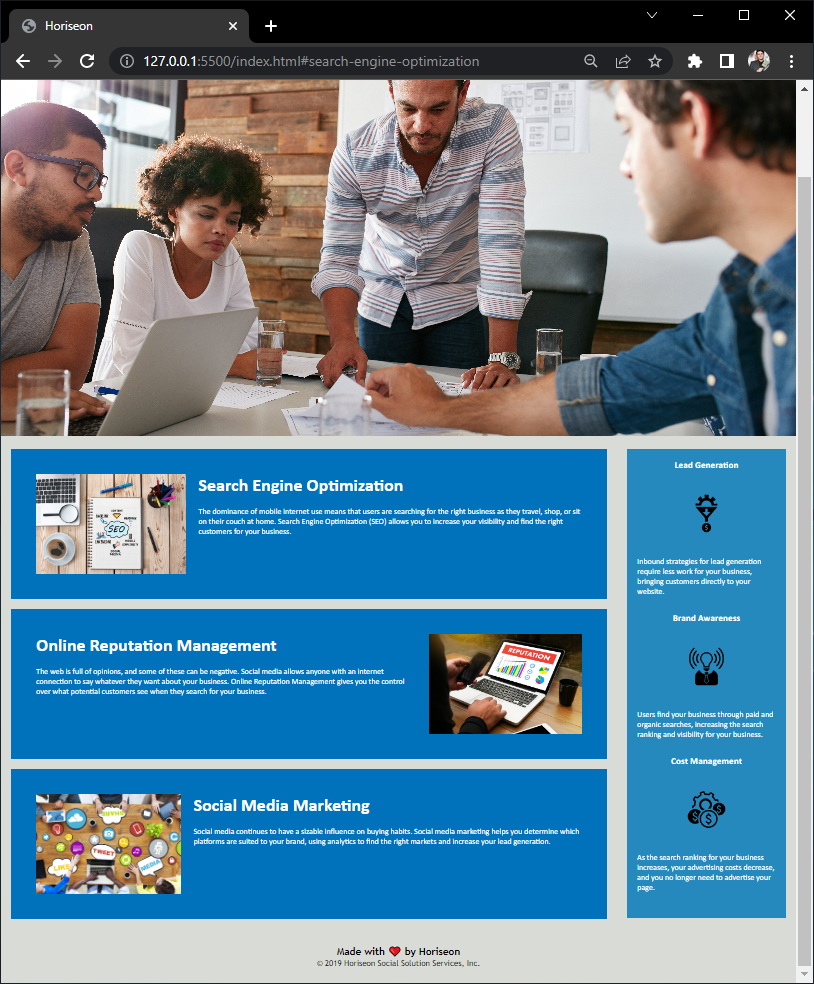 Horiseon
127.0.0.1:5500/index.html#search-engine-optimization
SEO
Search Engine Optimization
The dominance of mobile internet use means that users are searching for the right business as they travel, shop, or sit
on their couch at home. Search Engine Optimization (SEO) allows you to increase your visibility and find the right
customers for your business.
Online Reputation Management
The web is full of opinions, and some of these can be negative. Social media allows anyone with an internet
connection to say whatever they want about your business. Online Reputation Management gives you the control
over what potential customers see when they search for your business.
REPUTATION
LIKE
TWEET
MEDIA
Social Media Marketing
Social media continues to have a sizable influence on buying habits. Social media marketing helps you determine which
platforms are suited to your brand, using analytics to find the right markets and increase your lead generation.
Lead Generation
$
Inbound strategies for lead generation
require less work for your business,
bringing customers directly to your
website.
Brand Awareness
Users find your business through paid and
organic searches, increasing the search
ranking and visibility for your business.
Cost Management
$ $ $
As the search ranking for your business
increases, your advertising costs decrease,
and you no longer need to advertise your
page.
Made with ❤️ by Horiseon
© 2019 Horiseon Social Solution Services, Inc.